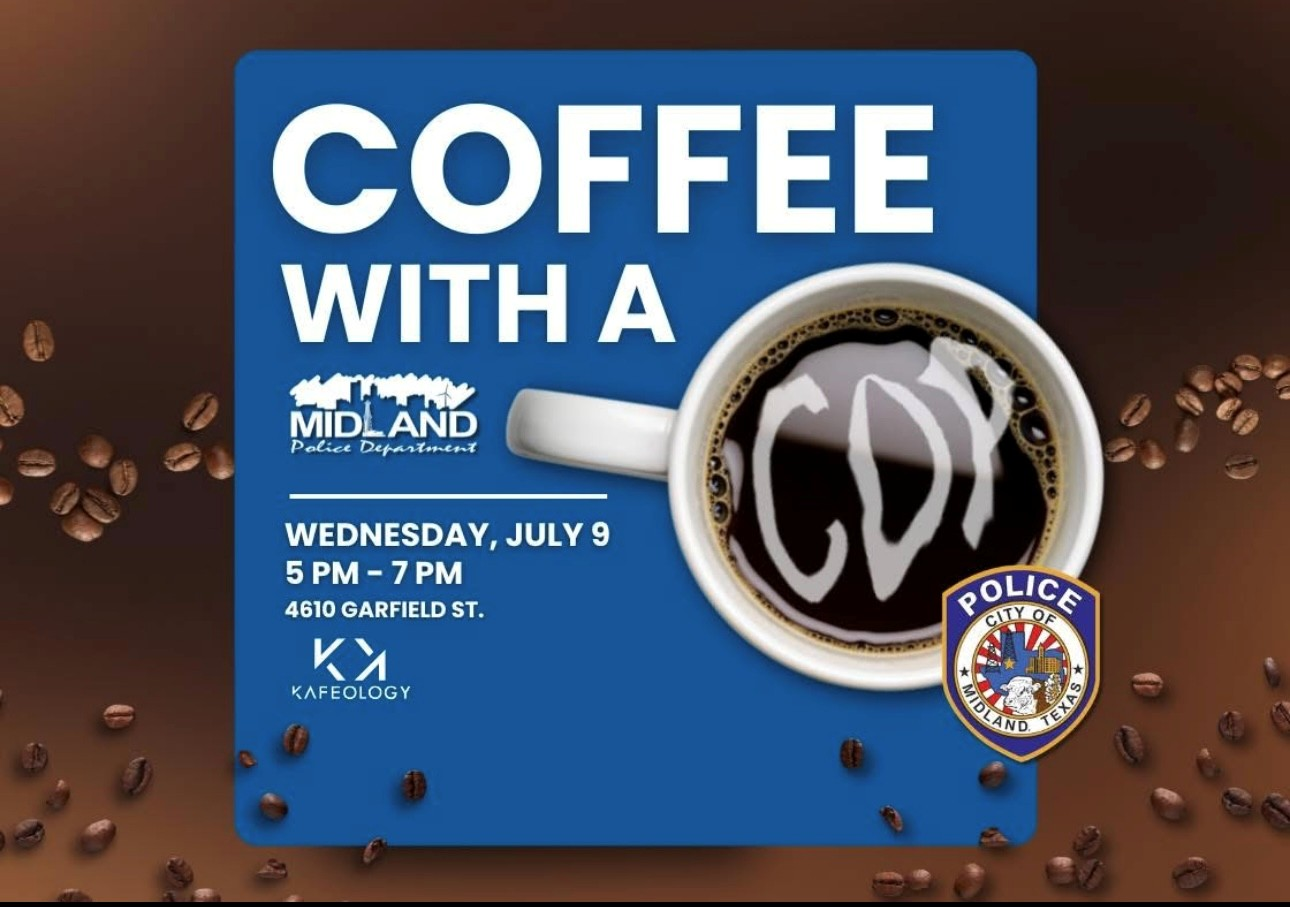 COFFEE
WITH A
COP
MIDLAND
Police Department
WEDNESDAY, JULY 9
5 PM – 7 PM
4610 GARFIELD ST.
KK
KAFEOLOGY
POLICE
CITY OF
MIDLAND, TEXAS